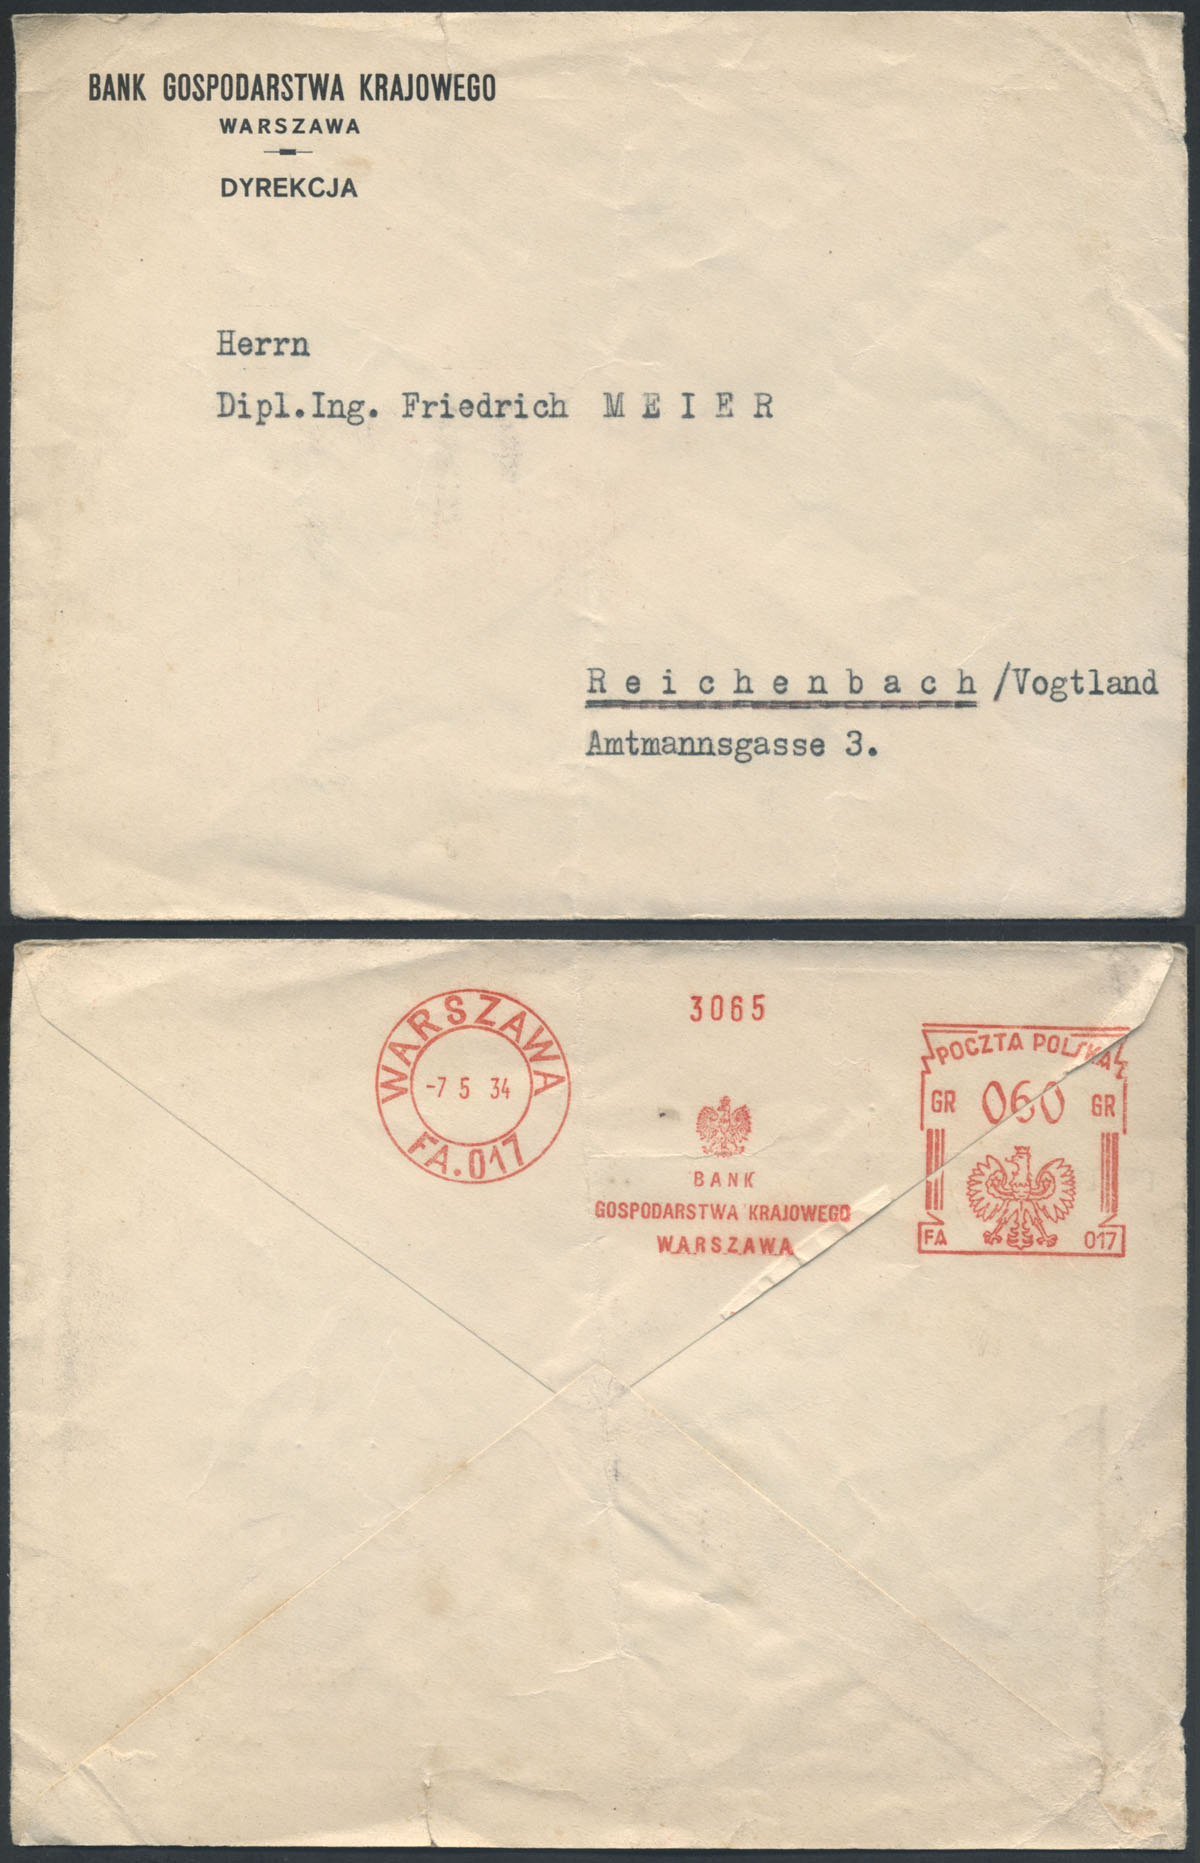 BANK GOSPODARSTWA KRAJOWEGO
WARSZAWA
DYREKCJA
Herrn
Dipl.Ing. Friedrich M E I E R
R e i c h e n b a c h /Vogtland
Amtmannsgasse 3.
WARSZAWA
-7 5 34
FA.017
3065
BANK
GOSPODARSTWA KRAJOWEGO
WARSZAWA
POCZTA POLSKA
GR 060 GR
FA 017